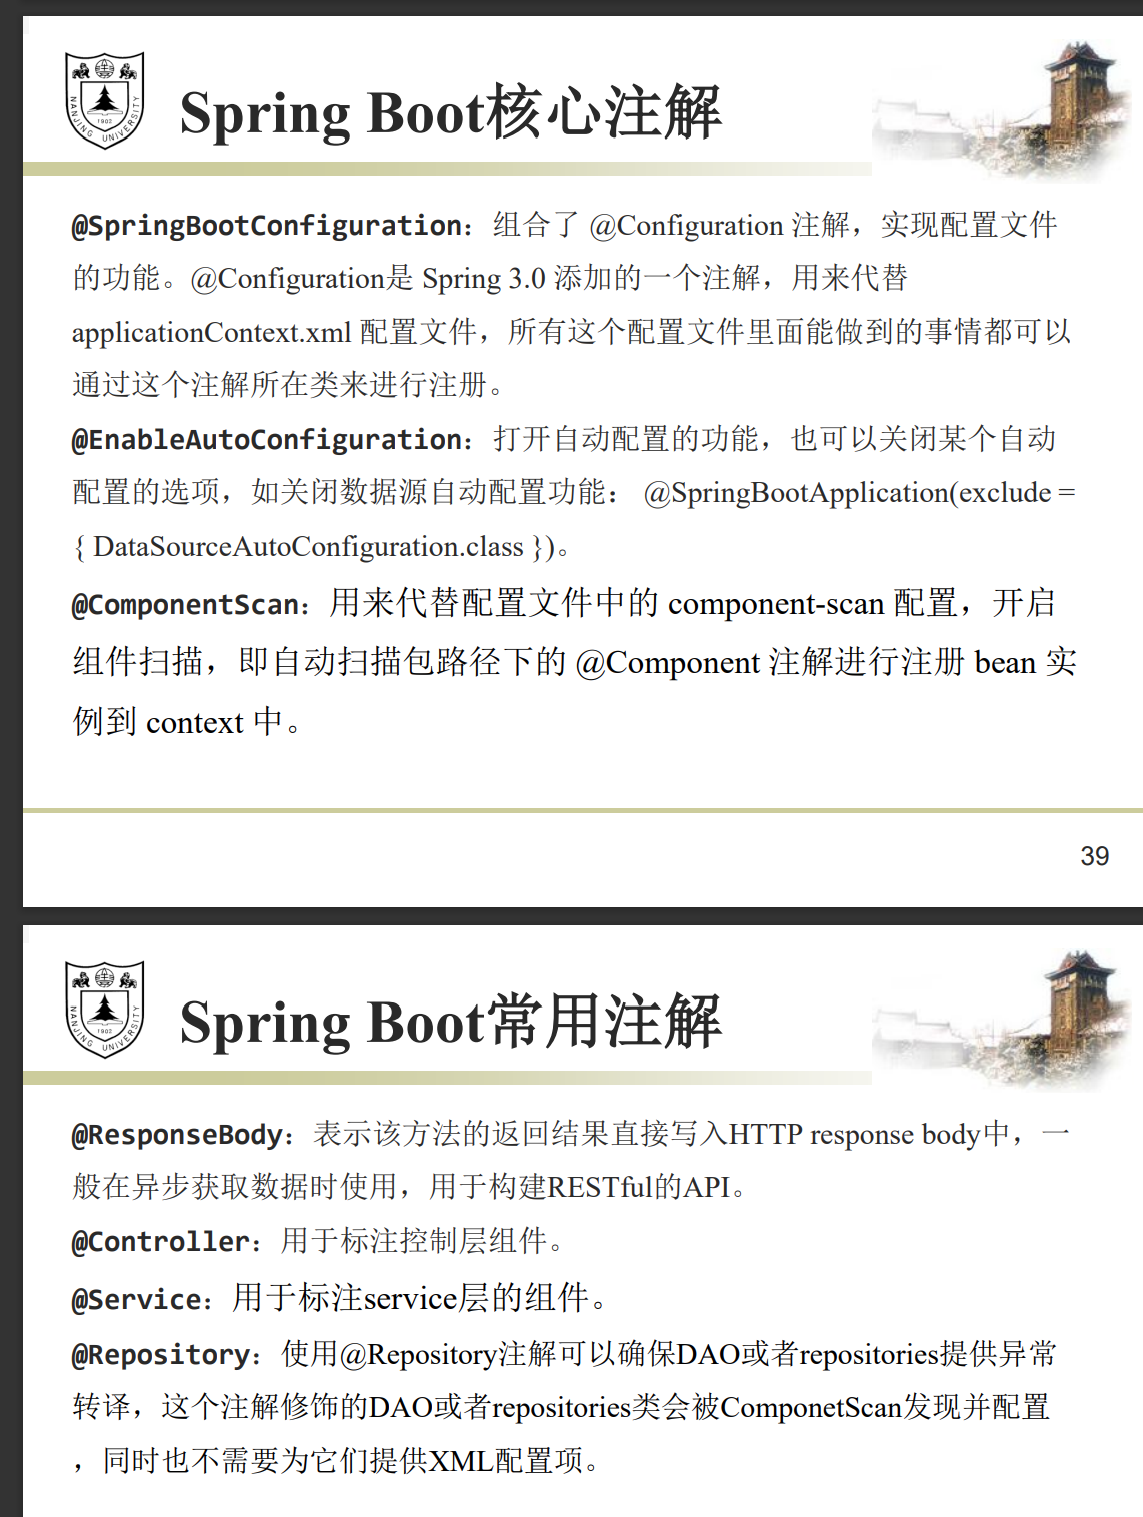 NANJING UNIVERSITY
1902
Spring Boot核心注解
@SpringBootConfiguration：组合了 @Configuration 注解，实现配置文件
的功能。@Configuration是 Spring 3.0 添加的一个注解，用来代替
applicationContext.xml 配置文件，所有这个配置文件里面能做到的事情都可以
通过这个注解所在类来进行注册。
@EnableAutoConfiguration：打开自动配置的功能，也可以关闭某个自动
配置的选项，如关闭数据源自动配置功能： @SpringBootApplication(exclude =
{ DataSourceAutoConfiguration.class })。
@ComponentScan：用来代替配置文件中的 component-scan 配置，开启
组件扫描，即自动扫描包路径下的 @Component 注解进行注册 bean 实
例到 context 中。
39
NANJING UNIVERSITY
1902
Spring Boot常用注解
@ResponseBody：表示该方法的返回结果直接写入HTTP response body中，一
般在异步获取数据时使用，用于构建RESTful的API。
@Controller：用于标注控制层组件。
@Service：用于标注service层的组件。
@Repository：使用@Repository注解可以确保DAO或者repositories提供异常
转译，这个注解修饰的DAO或者repositories类会被ComponetScan发现并配置
，同时也不需要为它们提供XML配置项。